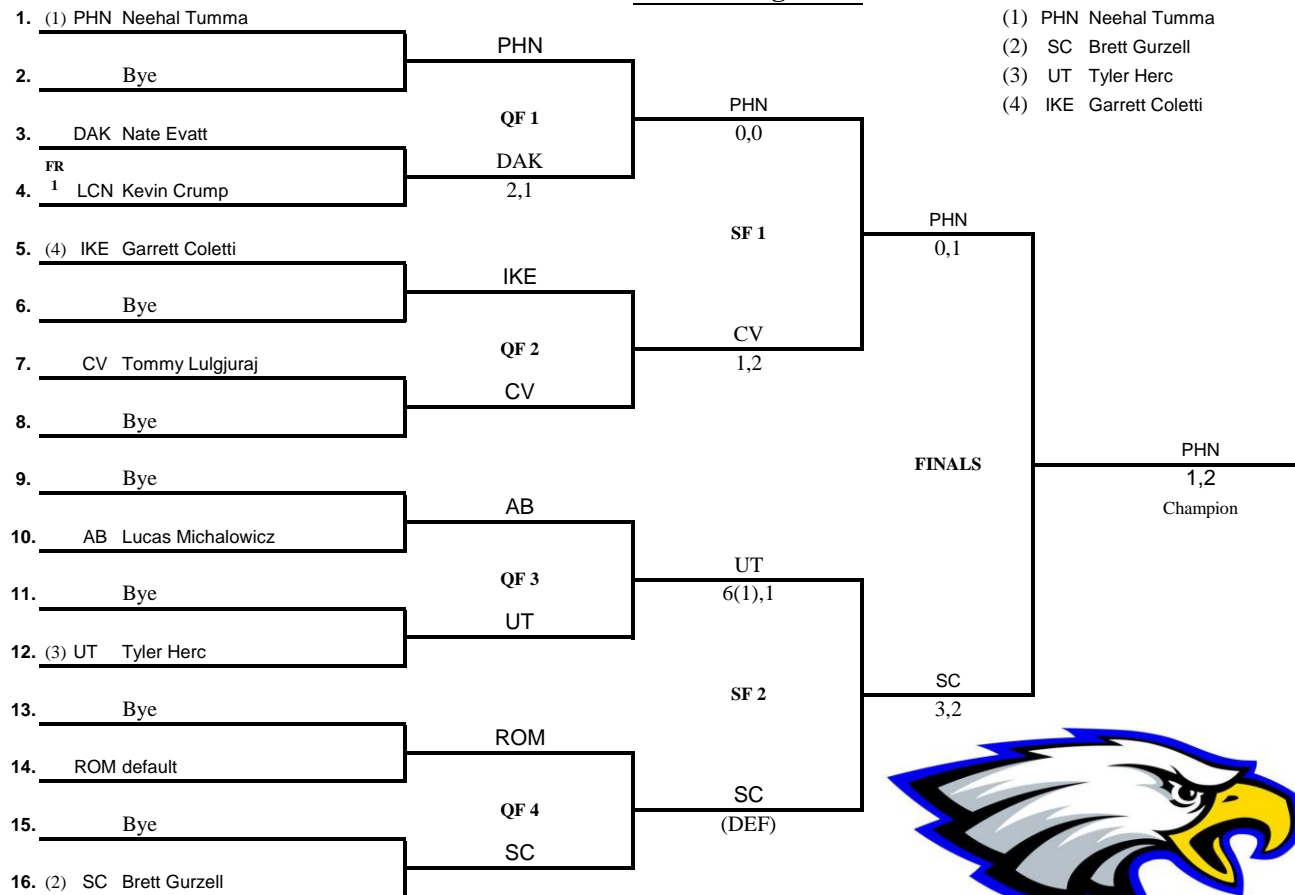 1. (1) PHN Neehal Tumma
(1) PHN Neehal Tumma
PHN
(2) SC Brett Gurzell
2. Bye
(3) UT Tyler Herc
PHN
(4) IKE Garrett Coletti
QF 1
3. DAK Nate Evatt
0,0
FR
DAK
4. 1 LCN Kevin Crump
2,1
PHN
SF 1
5. (4) IKE Garrett Coletti
0,1
IKE
6. Bye
CV
QF 2
7. CV Tommy Lulgjuraj
1,2
CV
8. Bye
PHN
FINALS
9. Bye
1,2
AB
Champion
10. AB Lucas Michalowicz
UT
QF 3
11. Bye
6(1),1
UT
12. (3) UT Tyler Herc
SC
SF 2
13. Bye
3,2
ROM
14. ROM default
SC
QF 4
15. Bye
(DEF)
SC
16. (2) SC Brett Gurzell